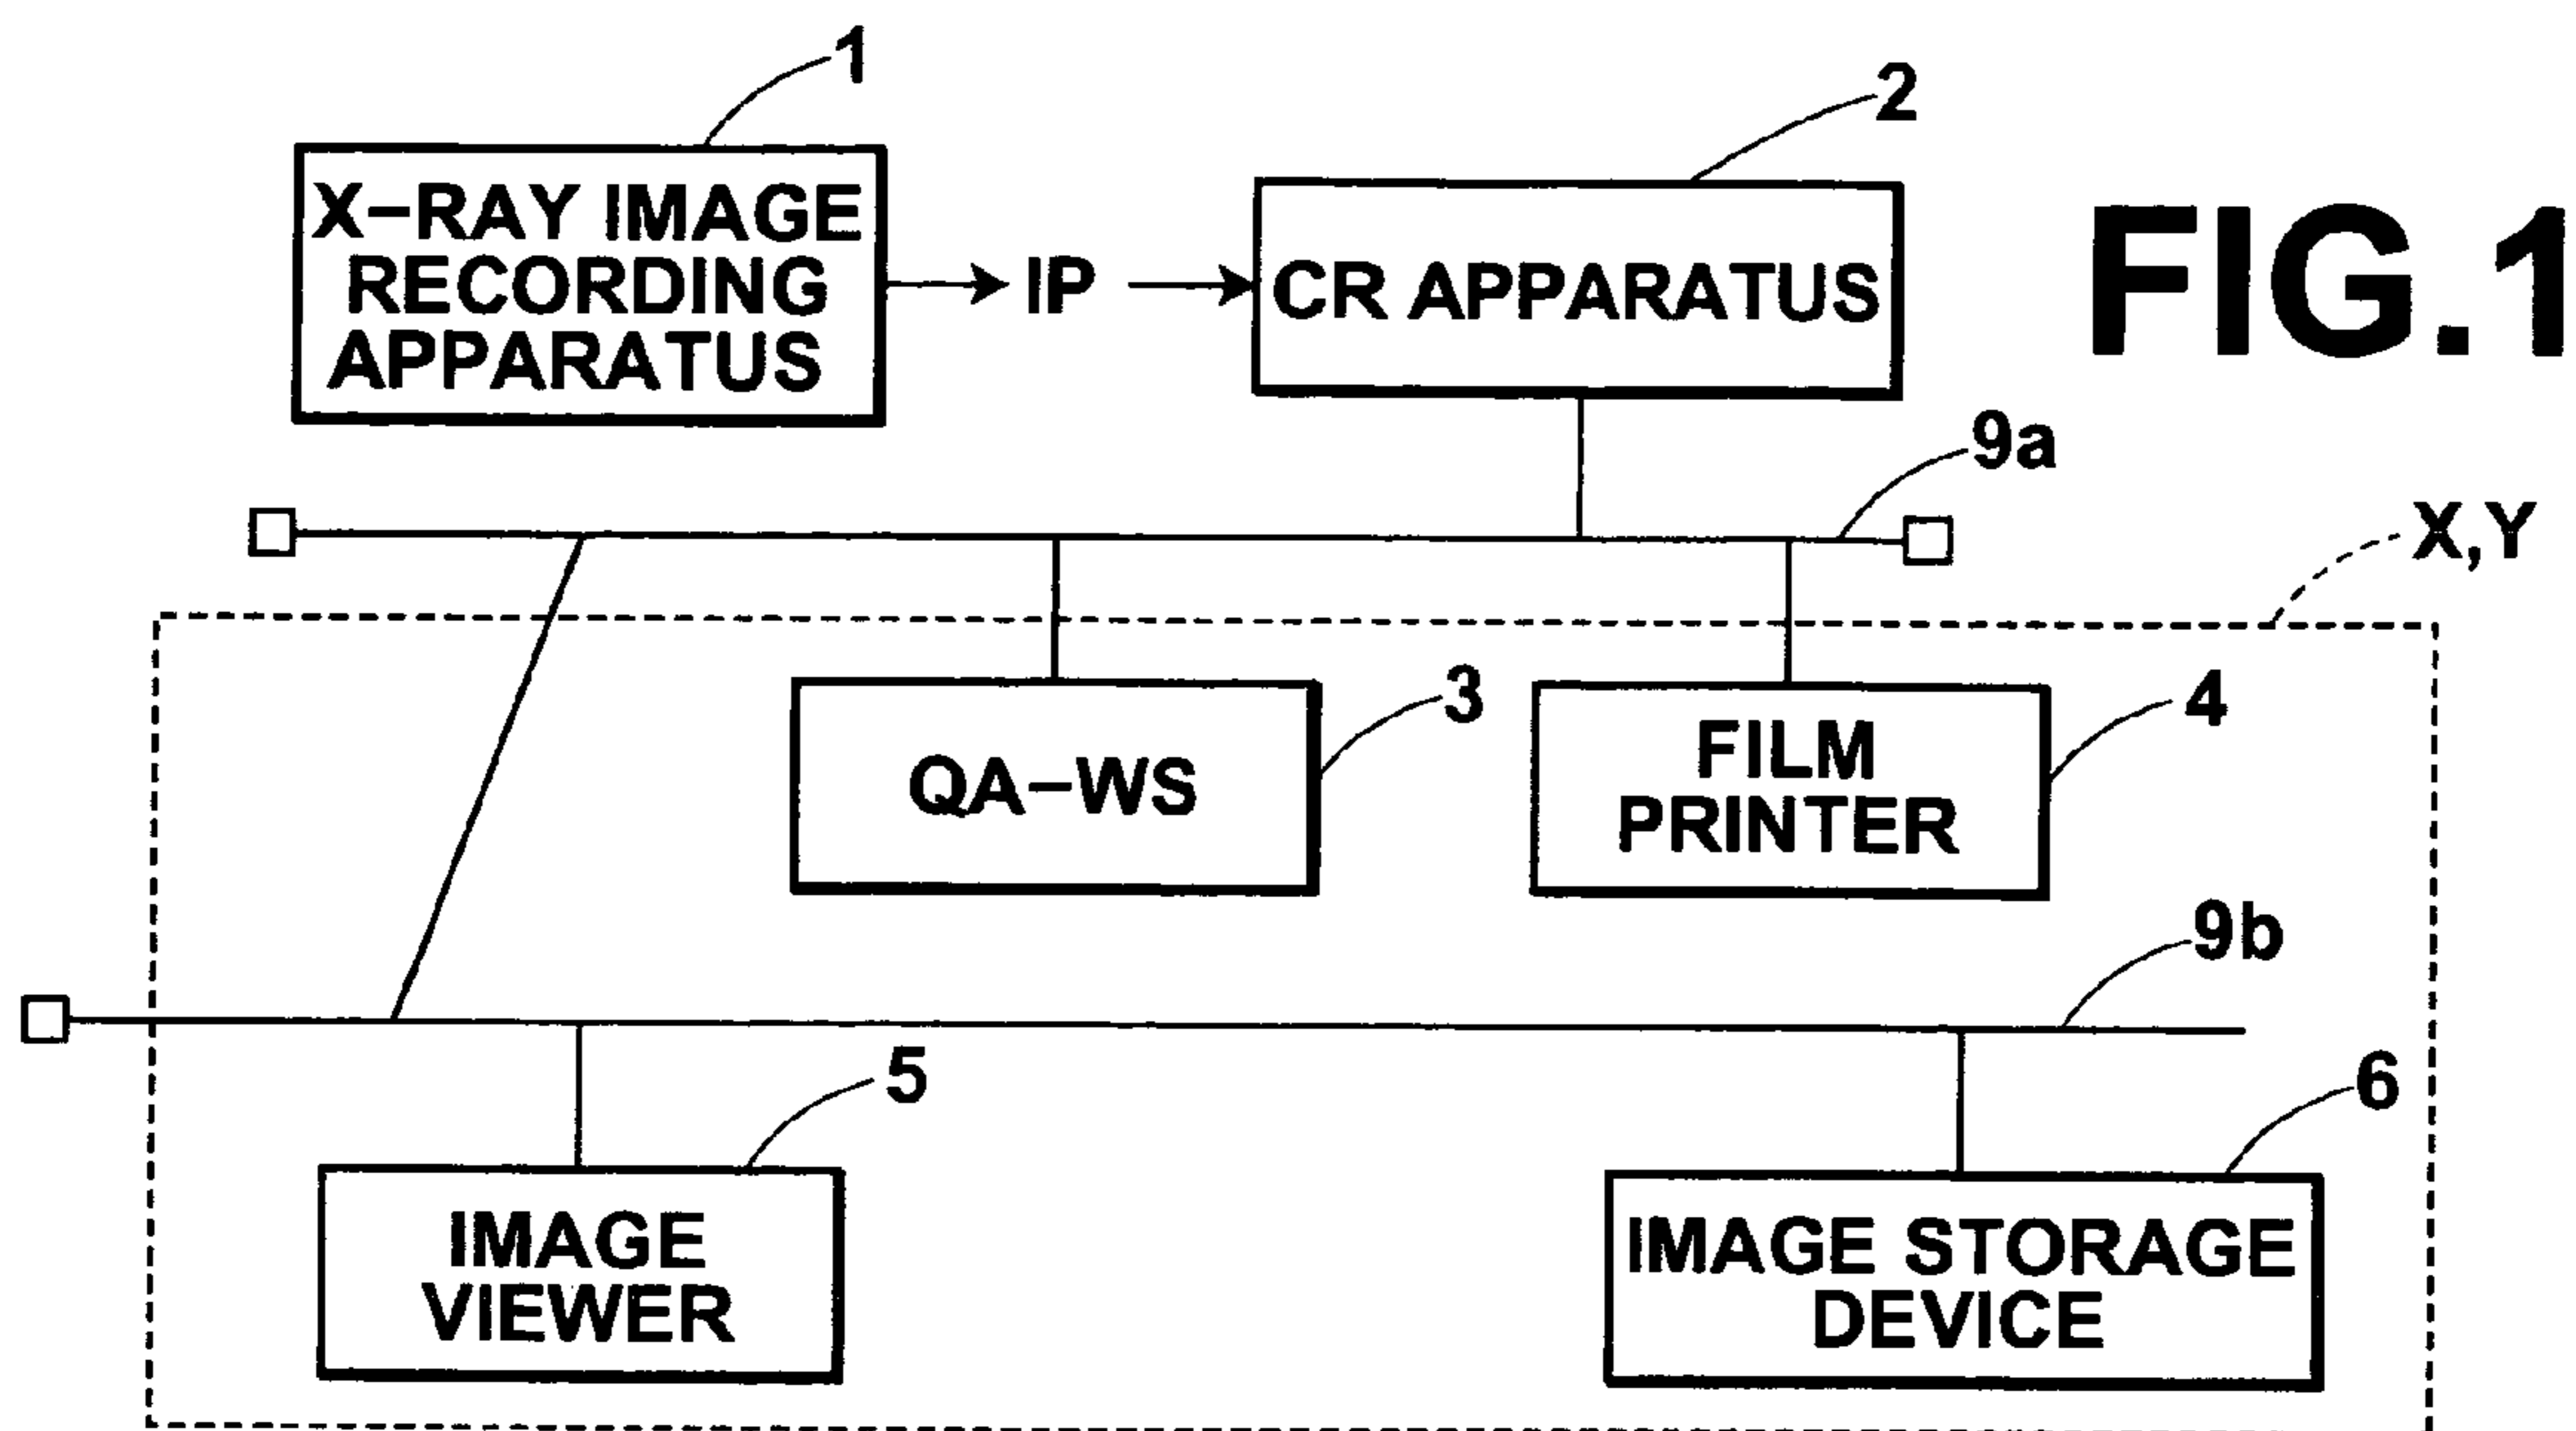 1
2
X-RAY IMAGE
RECORDING
APPARATUS
IP
CR APPARATUS
FIG.1
9a
X,Y
3
4
QA-WS
FILM
PRINTER
9b
5
6
IMAGE
VIEWER
IMAGE STORAGE
DEVICE